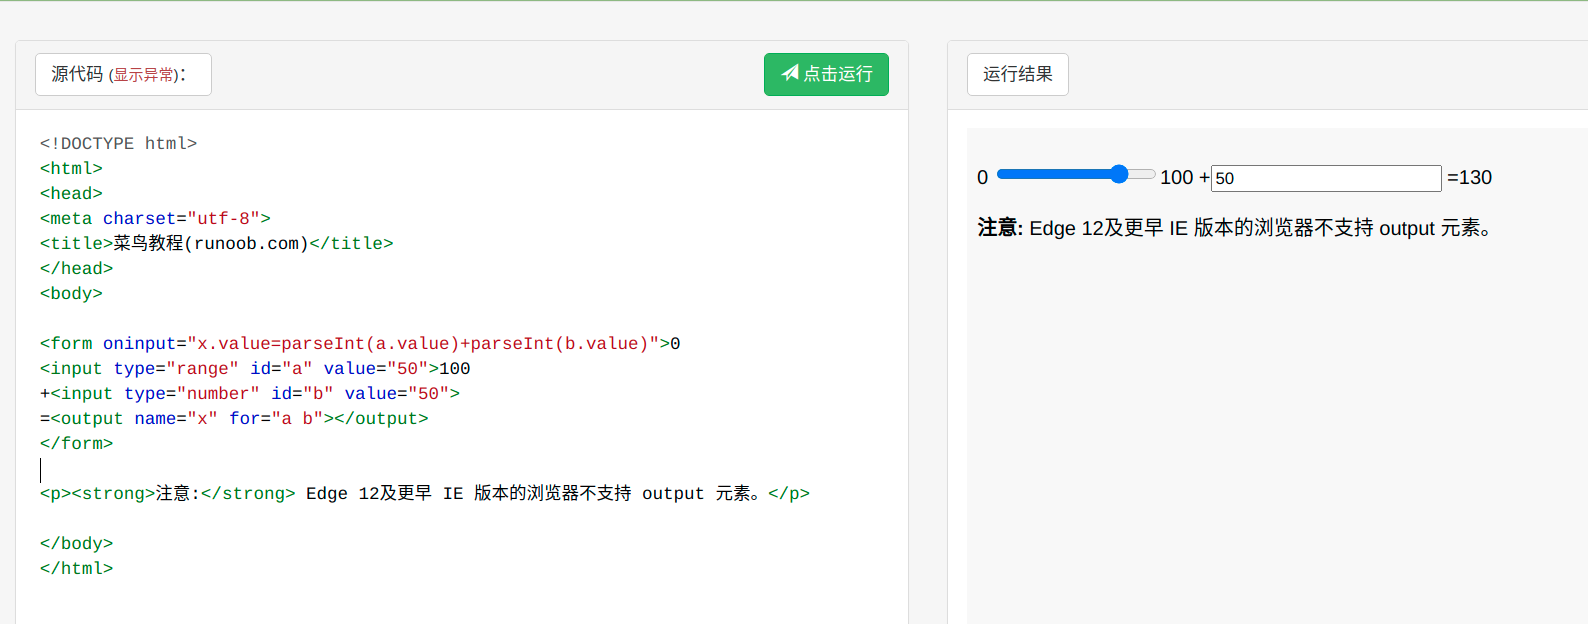 源代码 (显示异常)：
点击运行
<!DOCTYPE html>
<html>
<head>
<meta charset="utf-8">
<title>菜鸟教程(runoob.com)</title>
</head>
<body>
<form oninput="x.value=parseInt(a.value)+parseInt(b.value)">0
<input type="range" id="a" value="50">100
+<input type="number" id="b" value="50">
=<output name="x" for="a b"></output>
</form>
<p><strong>注意:</strong> Edge 12及更早 IE 版本的浏览器不支持 output 元素。</p>
</body>
</html>
运行结果
0 100 +50 =130
注意: Edge 12及更早 IE 版本的浏览器不支持 output 元素。